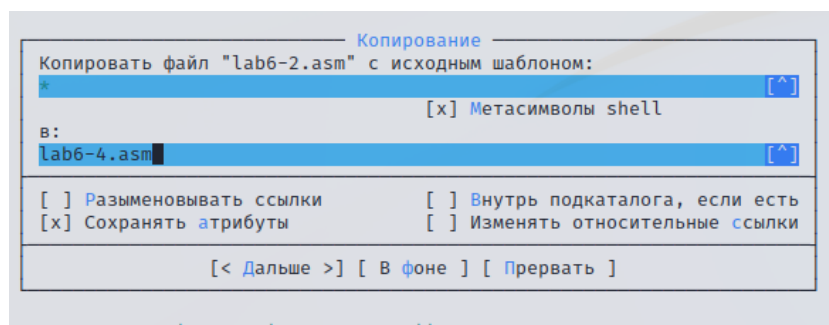 Копирование
Копировать файл "lab6-2.asm" с исходным шаблоном:
* [^]
[x] Метасимволы shell
в:
lab6-4.asm [^]
[ ] Разыменовывать ссылки [ ] Внутрь подкаталога, если есть
[x] Сохранять атрибуты [ ] Изменять относительные ссылки
[< Дальше >] [ В фоне ] [ Прервать ]